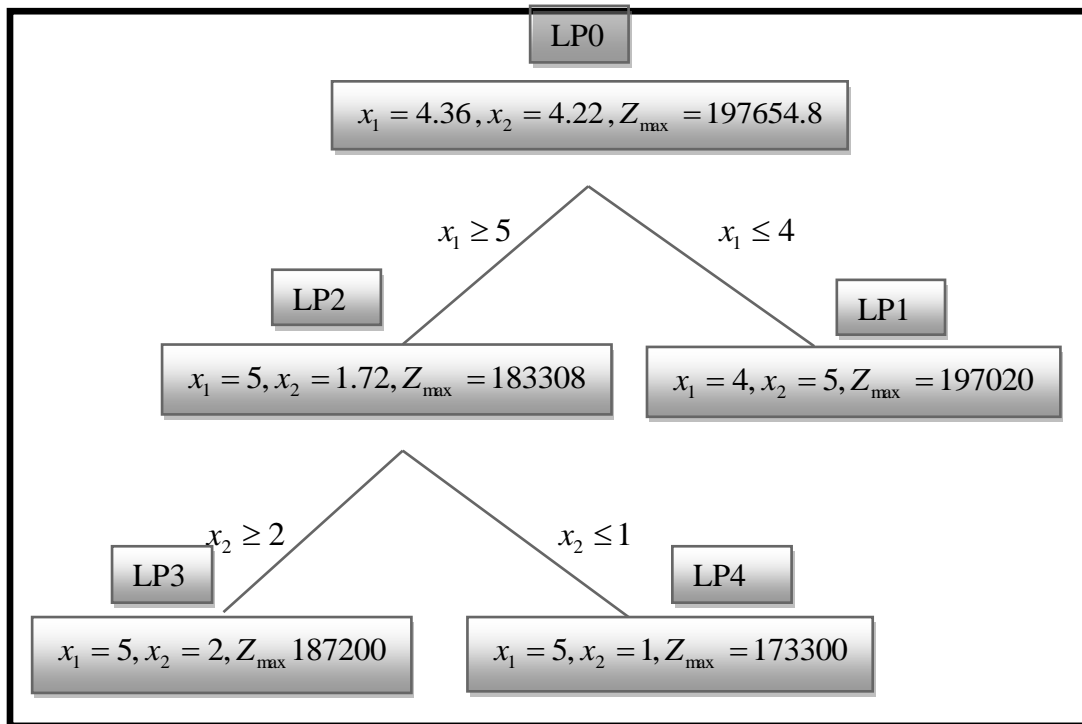 LP0
x₁ = 4.36, x₂ = 4.22, Zₘₐₓ = 197654.8
x₁ ≥ 5
x₁ ≤ 4
LP2
LP1
x₁ = 5, x₂ = 1.72, Zₘₐₓ = 183308
x₁ = 4, x₂ = 5, Zₘₐₓ = 197020
x₂ ≥ 2
x₂ ≤ 1
LP3
LP4
x₁ = 5, x₂ = 2, Zₘₐₓ 187200
x₁ = 5, x₂ = 1, Zₘₐₓ = 173300